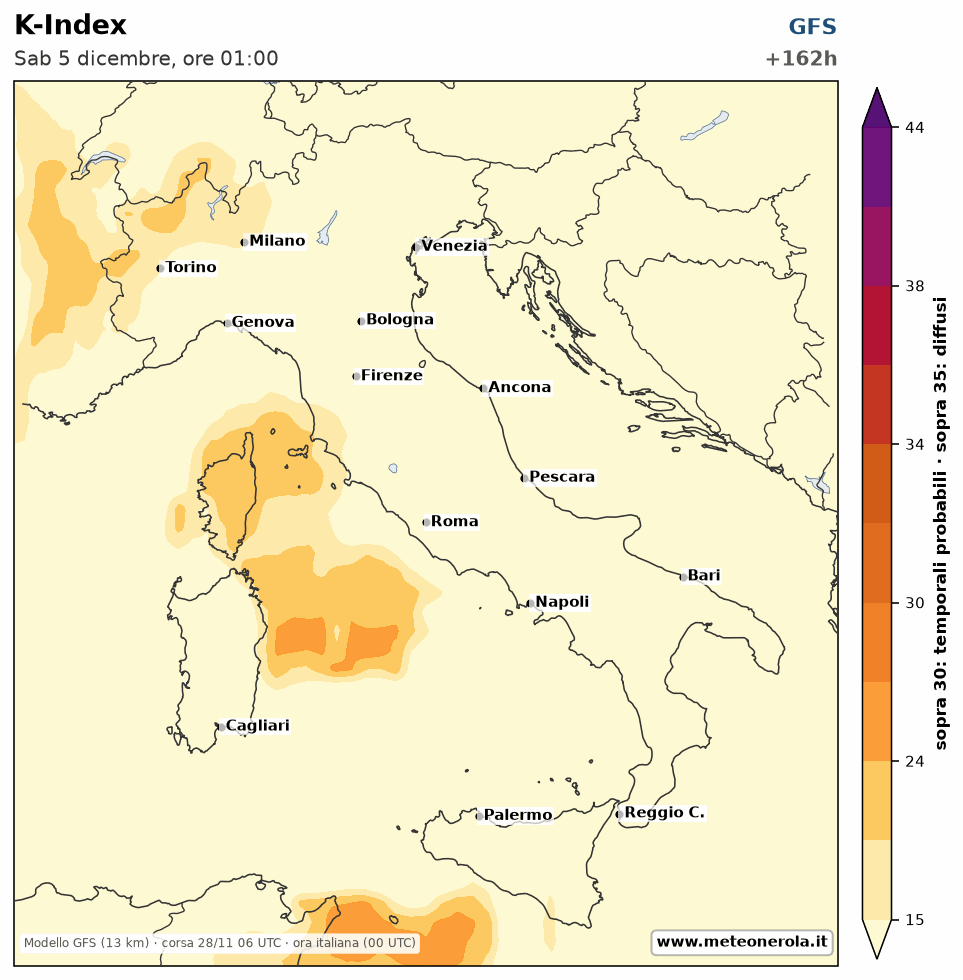 K-Index
GFS
Sab 5 dicembre, ore 01:00
+162h
44
38
34
30
24
15
sopra 30: temporali probabili · sopra 35: diffusi
Milano
Venezia
Torino
Genova
Bologna
Firenze
Ancona
Pescara
Roma
Bari
Napoli
Cagliari
Palermo
Reggio C.
Modello GFS (13 km) · corsa 28/11 06 UTC · ora italiana (00 UTC)
www.meteonerola.it